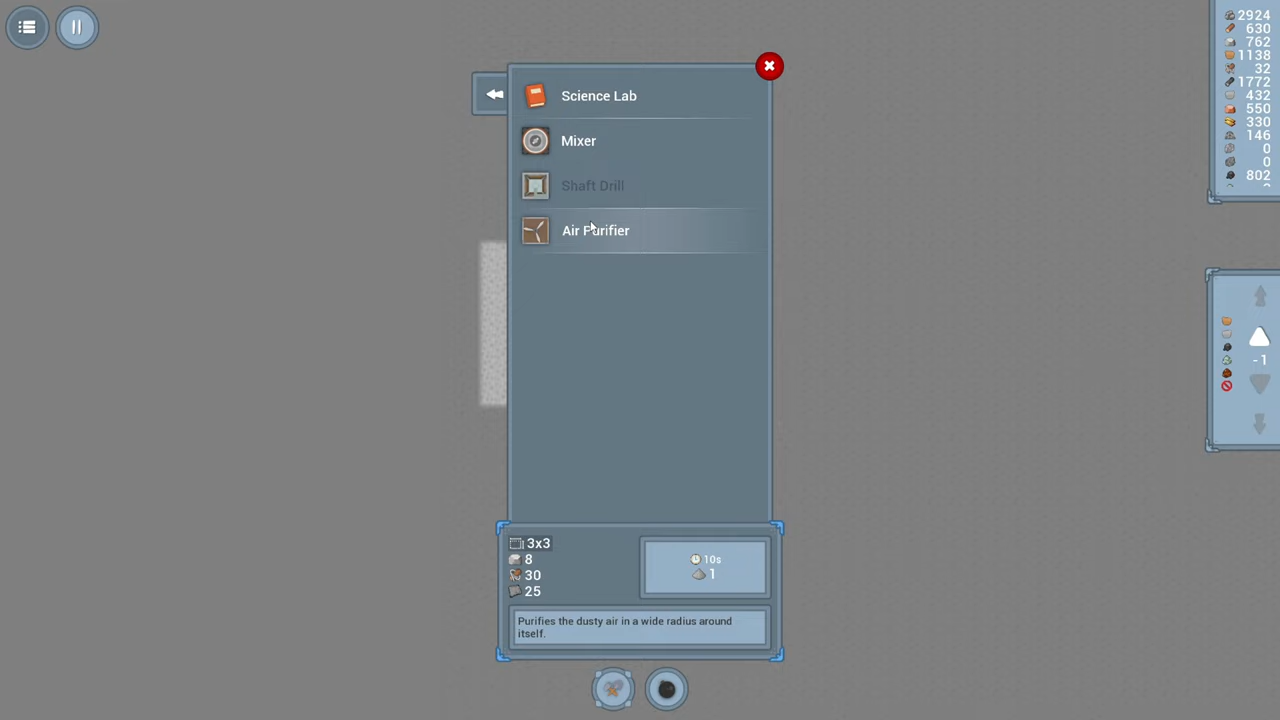 Science Lab
Mixer
Shaft Drill
Air Purifier
3x3
8
30
25
10s
1
Purifies the dusty air in a wide radius around
itself.
2924
630
762
1138
32
1772
432
550
330
146
0
0
802
-1